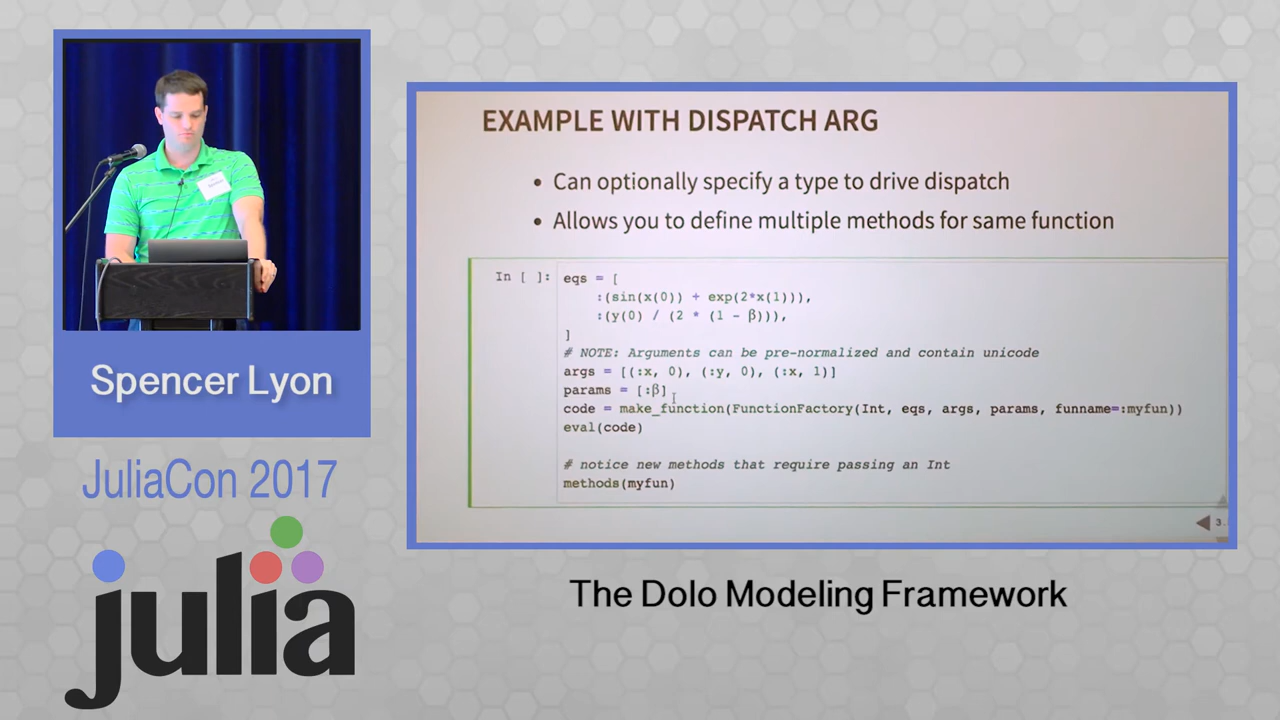 Spencer Lyon
JuliaCon 2017
julia
EXAMPLE WITH DISPATCH ARG
• Can optionally specify a type to drive dispatch
• Allows you to define multiple methods for same function
In [ ]: eqs = [
:(sin(x(0)) + exp(2*x(1))),
:(y(0) / (2 * (1 - β))),
]
# NOTE: Arguments can be pre-normalized and contain unicode
args = [(:x, 0), (:y, 0), (:x, 1)]
params = [:β]
code = make_function(FunctionFactory(Int, eqs, args, params, funname=:myfun))
eval(code)
# notice new methods that require passing an Int
methods(myfun)
The Dolo Modeling Framework